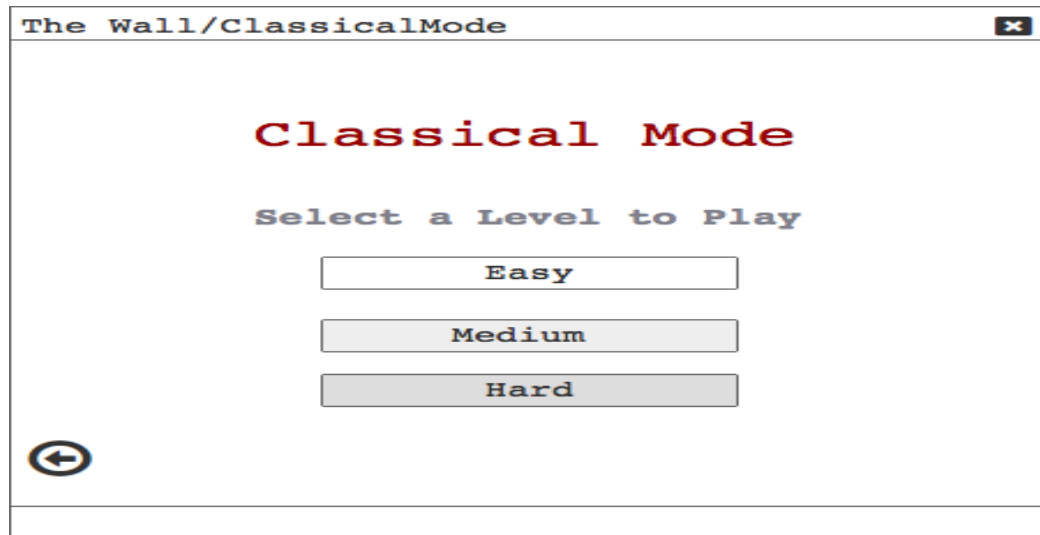 The Wall/ClassicalMode
Classical Mode
Select a Level to Play
Easy
Medium
Hard